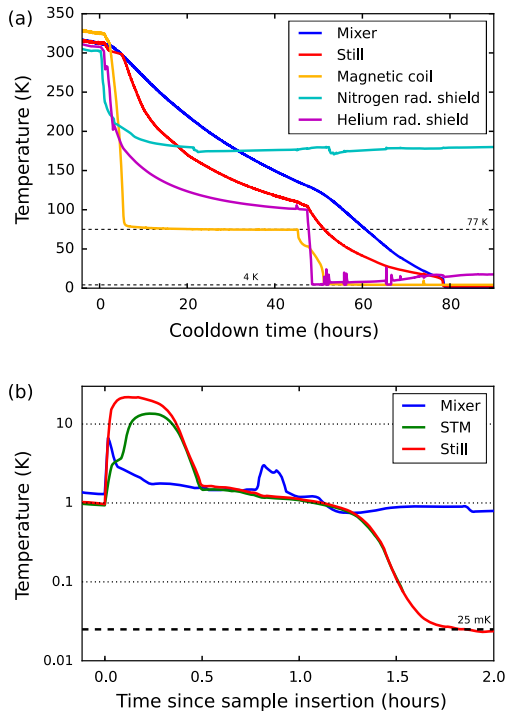 (a)
350
300
250
200
150
100
50
0
Temperature (K)
Mixer
Still
Magnetic coil
Nitrogen rad. shield
Helium rad. shield
77 K
4 K
0
20
40
60
80
Cooldown time (hours)
(b)
10
1
0.1
0.01
Temperature (K)
Mixer
STM
Still
25 mK
0.0
0.5
1.0
1.5
2.0
Time since sample insertion (hours)